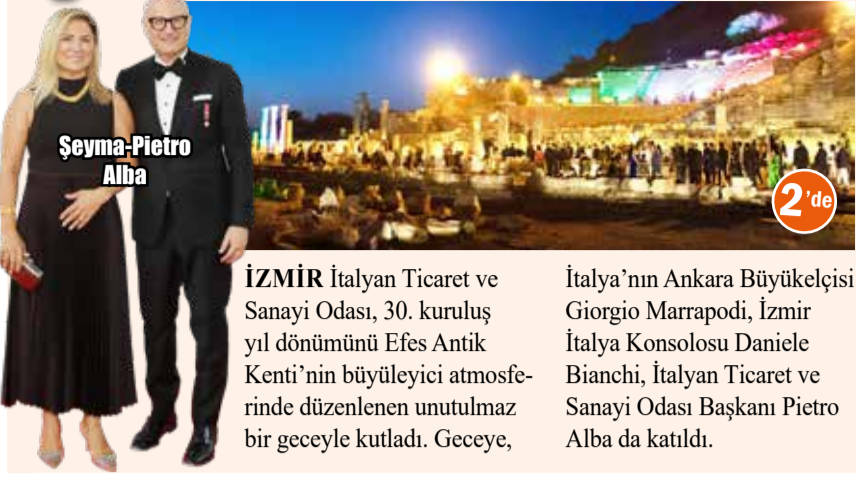 Şeyma-Pietro
Alba
2'de
İZMİR İtalyan Ticaret ve
Sanayi Odası, 30. kuruluş
yıl dönümünü Efes Antik
Kenti’nin büyüleyici atmosfe-
rinde düzenlenen unutulmaz
bir geceyle kutladı. Geceye,
İtalya’nın Ankara Büyükelçisi
Giorgio Marrapodi, İzmir
İtalya Konsolosu Daniele
Bianchi, İtalyan Ticaret ve
Sanayi Odası Başkanı Pietro
Alba da katıldı.